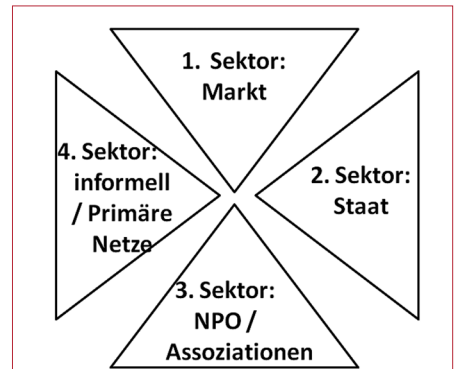 1. Sektor:
Markt
2. Sektor:
Staat
3. Sektor:
NPO /
Assoziationen
4. Sektor:
informell
/ Primäre
Netze